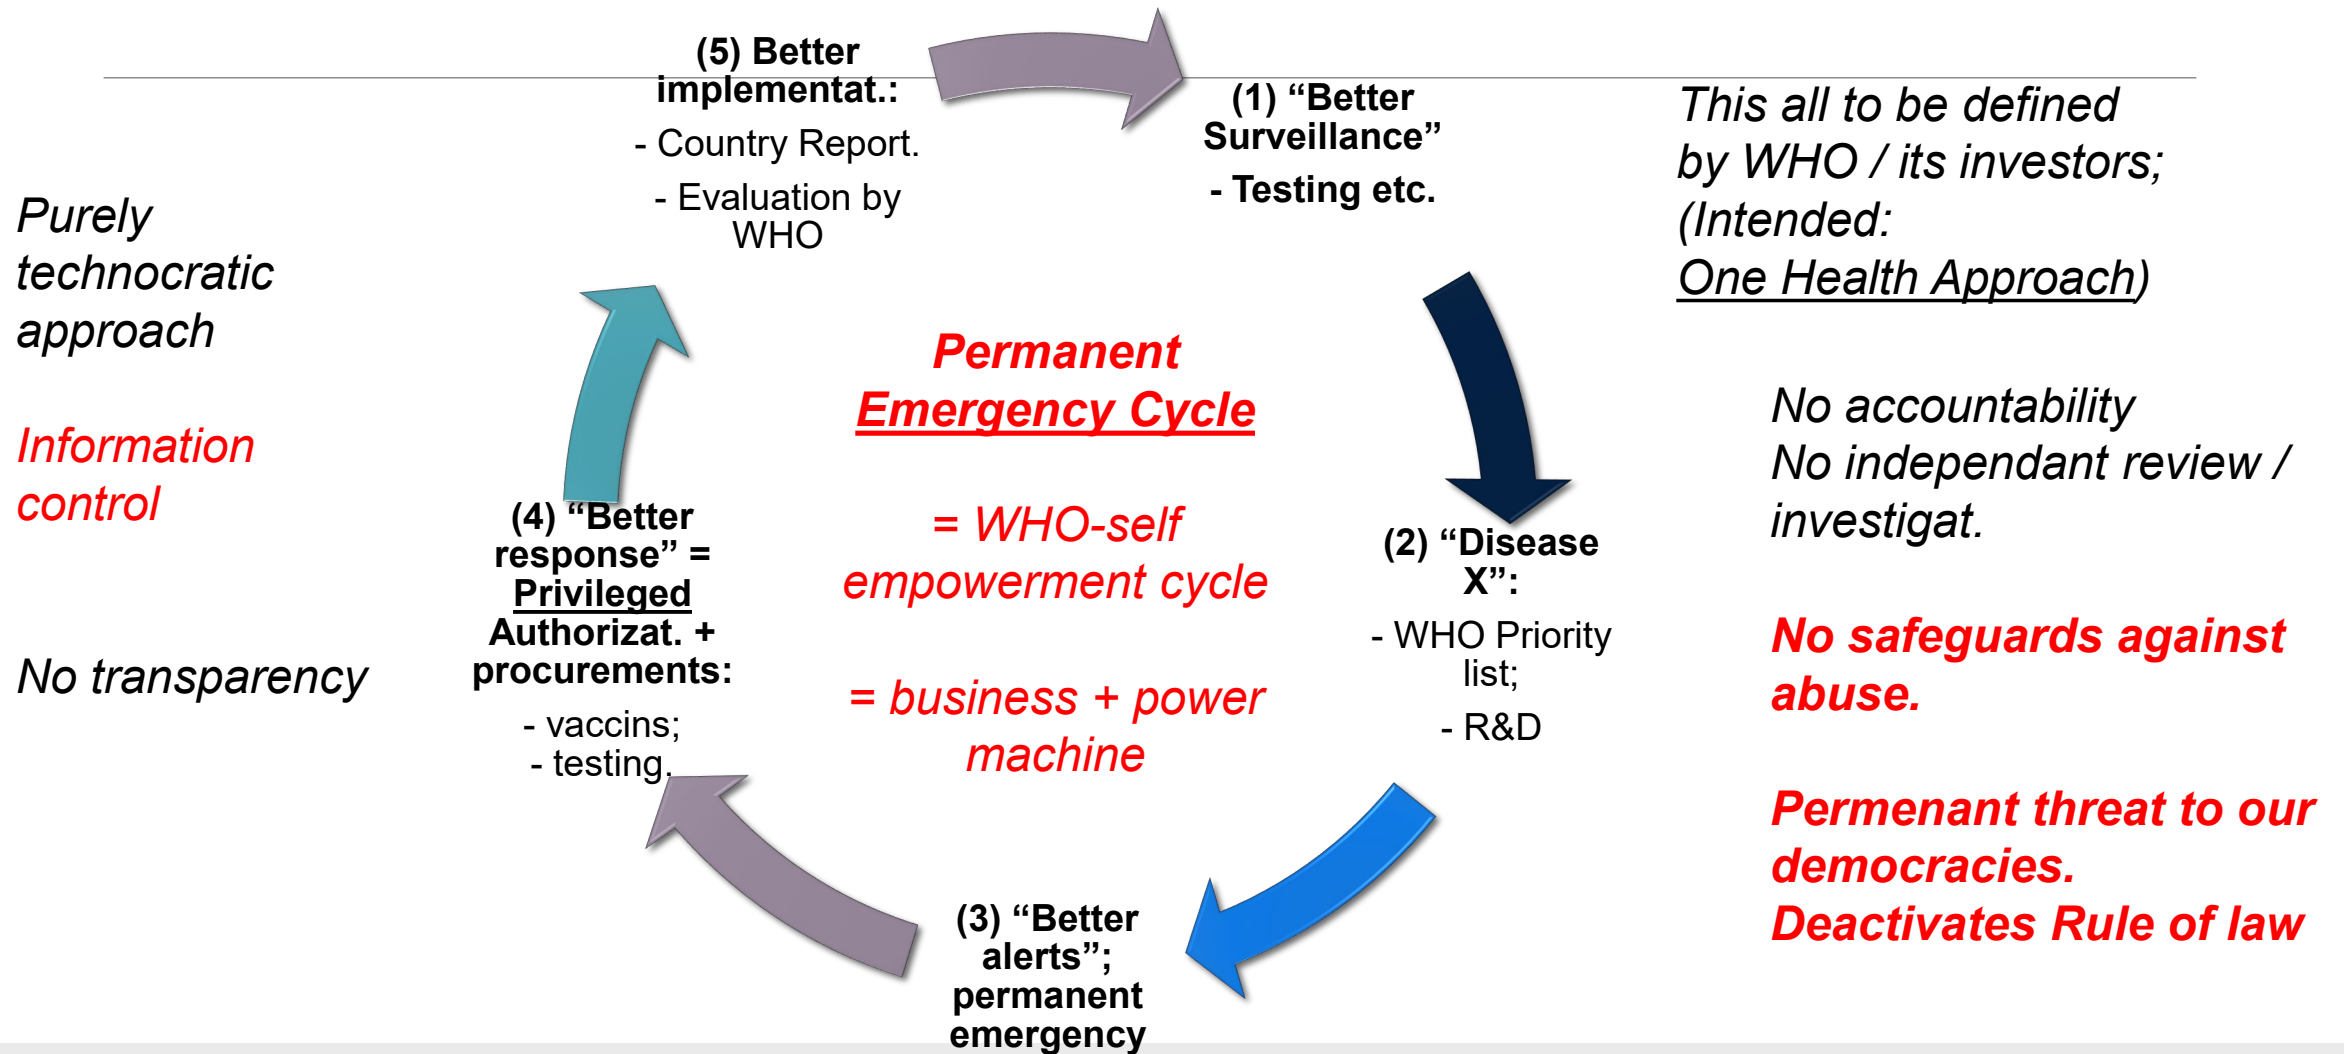 (5) Better
implementat.:
- Country Report.
- Evaluation by
WHO
(1) “Better
Surveillance”
- Testing etc.
This all to be defined
by WHO / its investors;
(Intended:
One Health Approach)
Purely
technocratic
approach
Information
control
No transparency
Permanent
Emergency Cycle
= WHO-self
empowerment cycle
= business + power
machine
(4) “Better
response” =
Privileged
Authorizat. +
procurements:
- vaccins;
- testing.
(2) “Disease
X”:
- WHO Priority
list;
- R&D
No accountability
No independant review /
investigat.
No safeguards against
abuse.
Permenant threat to our
democracies.
Deactivates Rule of law
(3) “Better
alerts”;
permanent
emergency